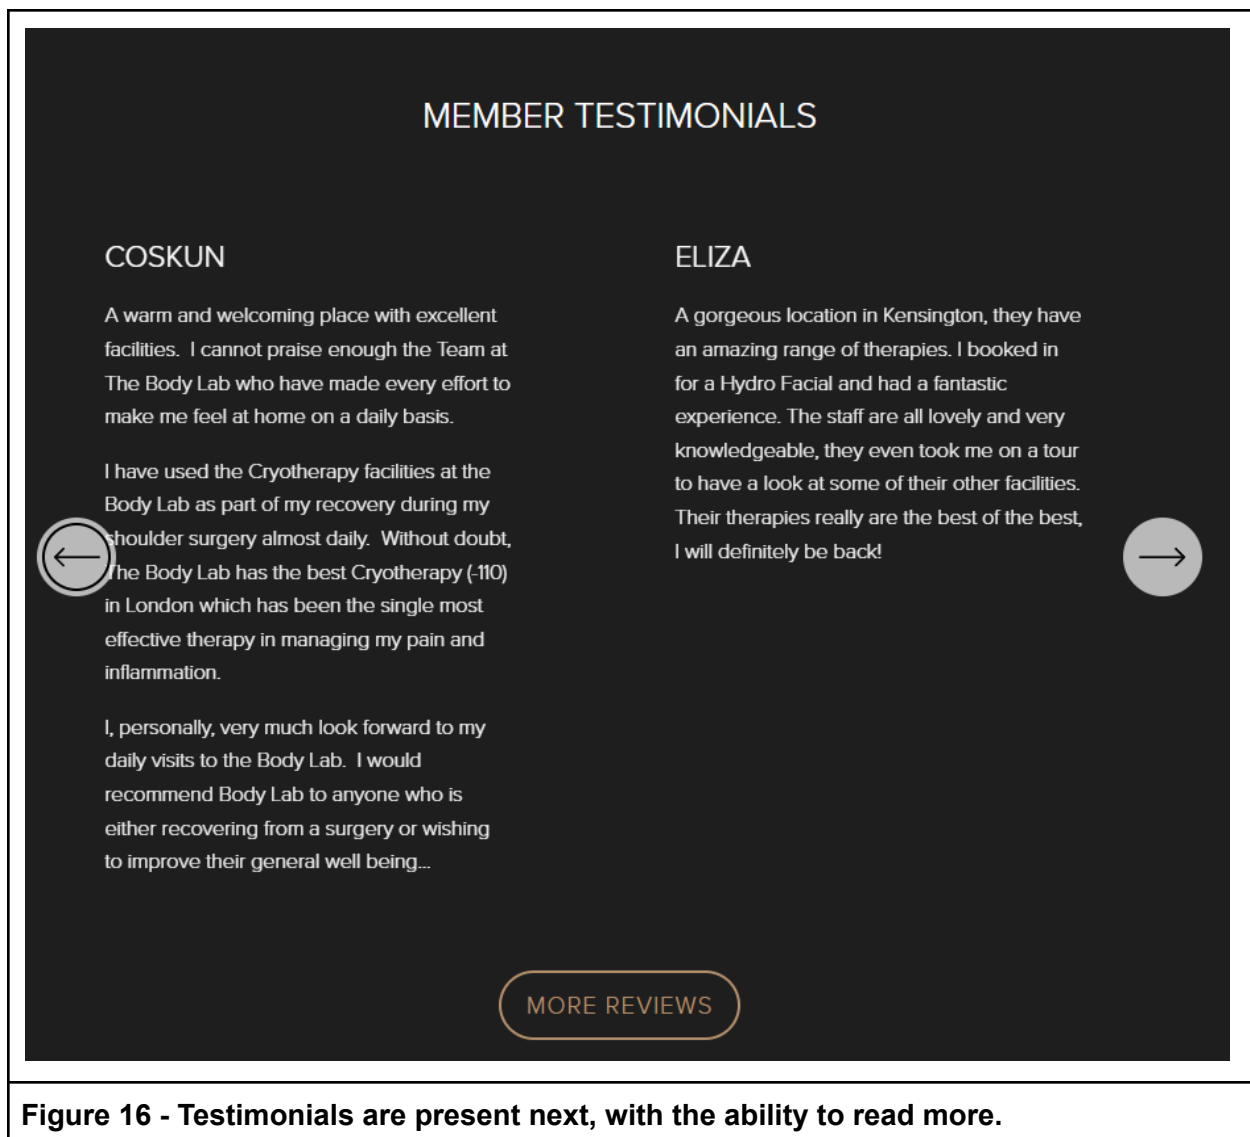 MEMBER TESTIMONIALS
COSKUN
A warm and welcoming place with excellent
facilities.  I cannot praise enough the Team at
The Body Lab who have made every effort to
make me feel at home on a daily basis.
I have used the Cryotherapy facilities at the
Body Lab as part of my recovery during my
shoulder surgery almost daily.  Without doubt,
The Body Lab has the best Cryotherapy (-110)
in London which has been the single most
effective therapy in managing my pain and
inflammation.
I, personally, very much look forward to my
daily visits to the Body Lab.  I would
recommend Body Lab to anyone who is
either recovering from a surgery or wishing
to improve their general well being...
ELIZA
A gorgeous location in Kensington, they have
an amazing range of therapies. I booked in
for a Hydro Facial and had a fantastic
experience. The staff are all lovely and very
knowledgeable, they even took me on a tour
to have a look at some of their other facilities.
Their therapies really are the best of the best,
I will definitely be back!
MORE REVIEWS
Figure 16 - Testimonials are present next, with the ability to read more.